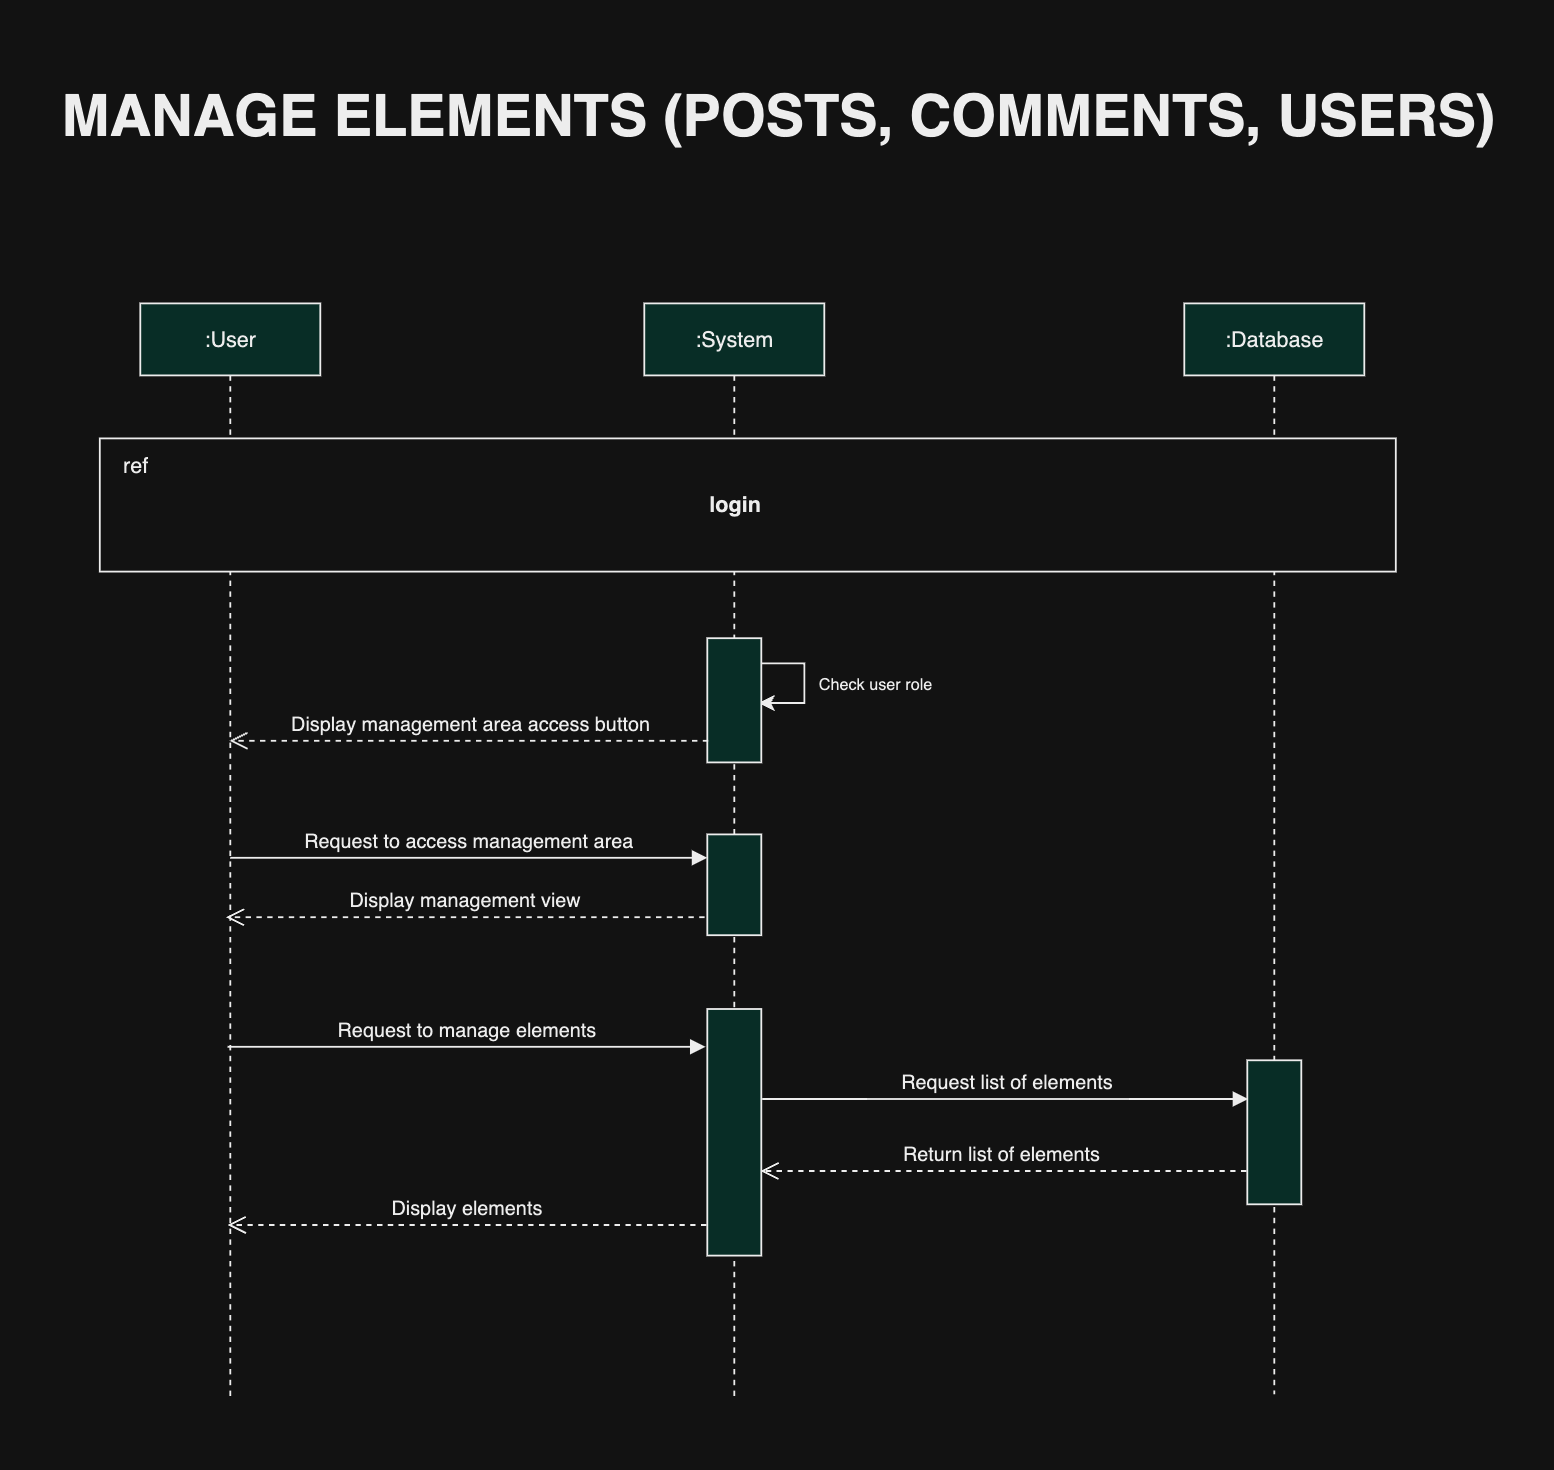 MANAGE ELEMENTS (POSTS, COMMENTS, USERS)
:User
:System
:Database
ref
login
Check user role
Display management area access button
Request to access management area
Display management view
Request to manage elements
Request list of elements
Return list of elements
Display elements